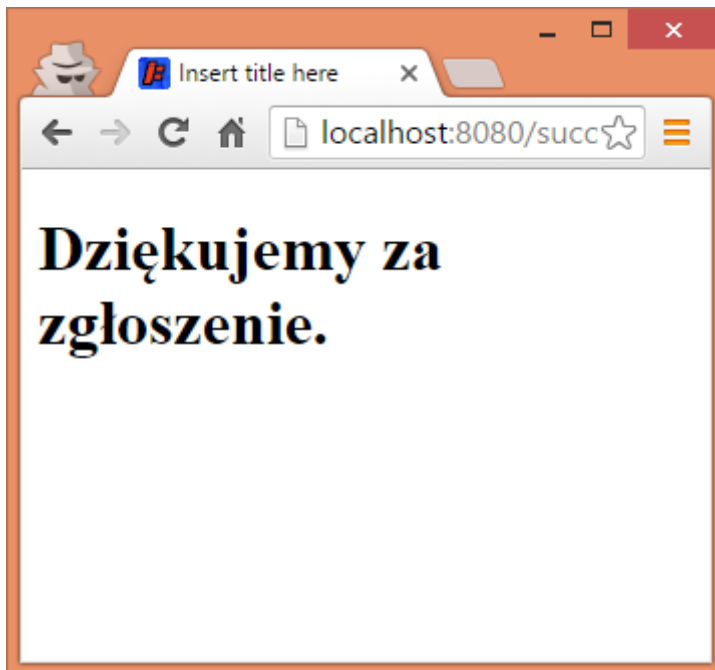 Insert title here
localhost:8080/succ
Dziękujemy za
zgłoszenie.